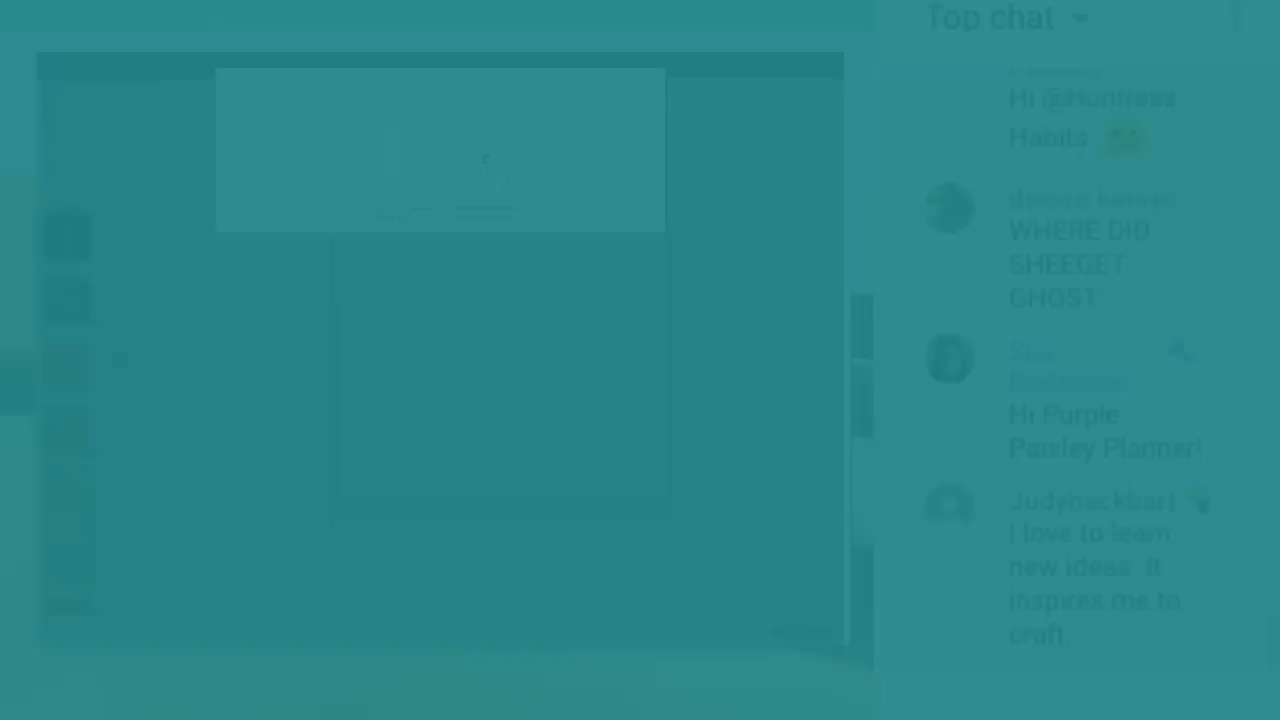 Top chat
Hi @Huntress
Habits
WHERE DID
SHEEGET
GHOST
Hi Purple
Paisley Planner!
Judyhackbart
I love to learn
new ideas. It
inspires me to
craft